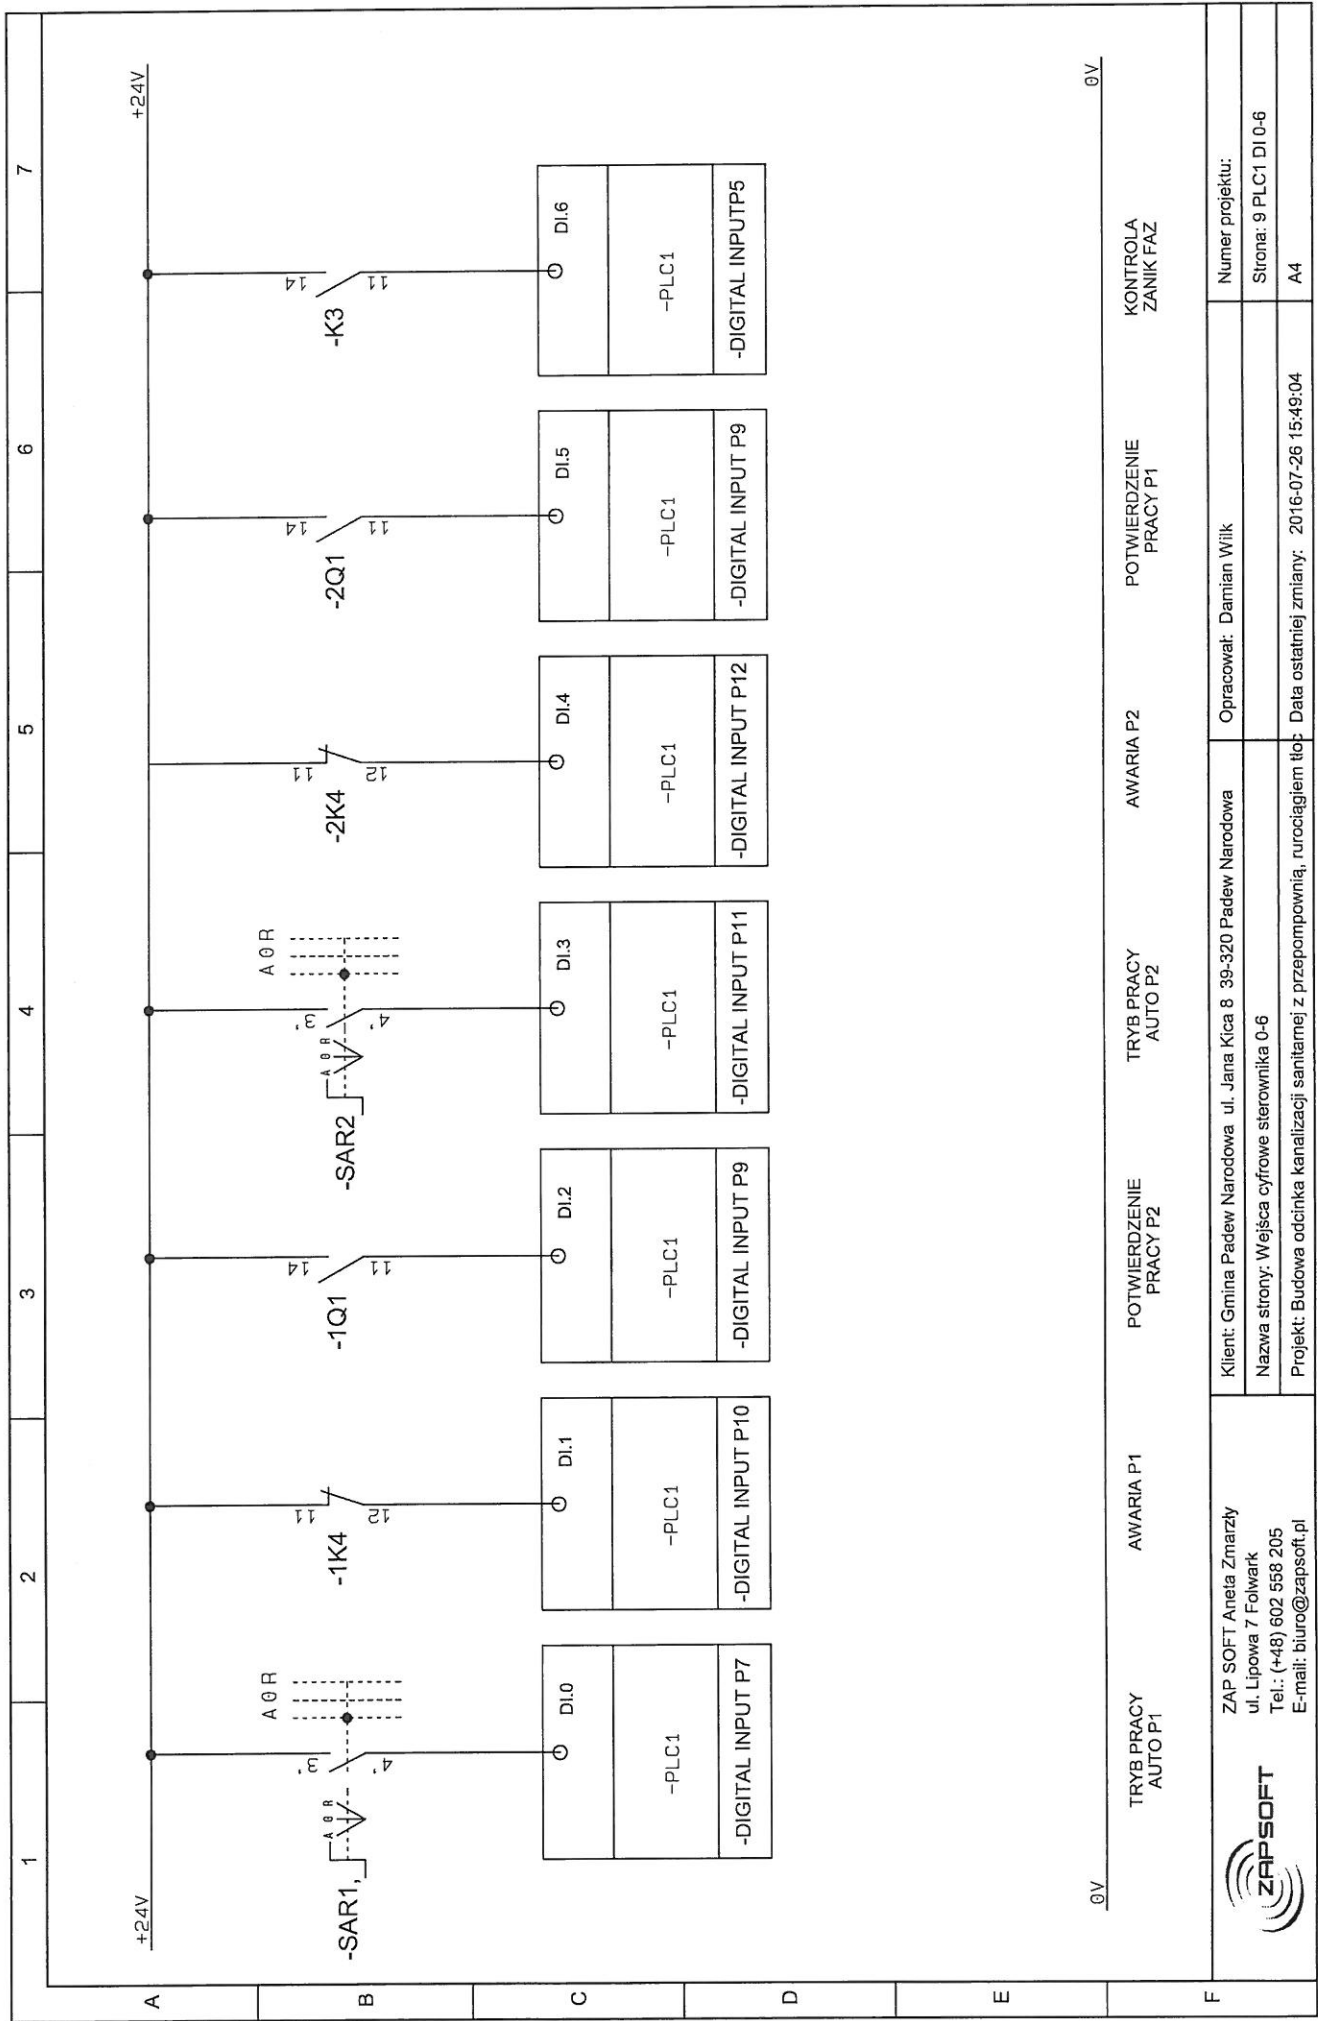 1 2 3 4 5 6 7
A
B
C
D
E
F
+24V +24V
A 0 R A 0 R
A 0 R A 0 R
3' 11 14 3' 11 14 14
-SAR1, -1K4 -1Q1 -SAR2 -2K4 -2Q1 -K3
4' 12 11 4' 12 11 11
DI.0 DI.1 DI.2 DI.3 DI.4 DI.5 DI.6
-PLC1 -PLC1 -PLC1 -PLC1 -PLC1 -PLC1 -PLC1
-DIGITAL INPUT P7 -DIGITAL INPUT P10 -DIGITAL INPUT P9 -DIGITAL INPUT P11 -DIGITAL INPUT P12 -DIGITAL INPUT P9 -DIGITAL INPUTP5
0V 0V
TRYB PRACY
AUTO P1
AWARIA P1
POTWIERDZENIE
PRACY P2
TRYB PRACY
AUTO P2
AWARIA P2
POTWIERDZENIE
PRACY P1
KONTROLA
ZANIK FAZ
ZAPSOFT
ZAP SOFT Aneta Zmarzły
ul. Lipowa 7 Folwark
Tel.: (+48) 602 558 205
E-mail: biuro@zapsoft.pl
Klient: Gmina Padew Narodowa ul. Jana Kica 8 39-320 Padew Narodowa
Opracował: Damian Wilk
Numer projektu:
Nazwa strony: Wejśca cyfrowe sterownika 0-6
Strona: 9 PLC1 DI 0-6
Projekt: Budowa odcinka kanalizacji sanitarnej z przepompownią, rurociągiem tłoc
Data ostatniej zmiany: 2016-07-26 15:49:04
A4